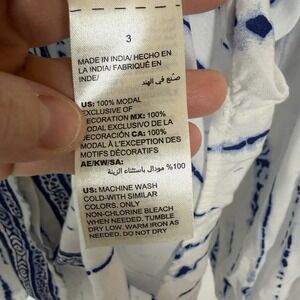 3
MADE IN INDIA/ HECHO EN
LA INDIA/ FABRIQUÉ EN
INDE/
صنع في الهند
US: 100% MODAL
EXCLUSIVE OF
DECORATION MX: 100%
MODAL EXCLUSIVO DE LA
DECORACIÓN CA: 100%
MODAL À L'EXCEPTION DES
MOTIFS DÉCORATIFS
AE/KW/SA:
100% مودال باستثناء الزينة
US: MACHINE WASH
COLD-WITH SIMILAR
COLORS. ONLY
NON-CHLORINE BLEACH
WHEN NEEDED. TUMBLE
DRY LOW. WARM IRON AS
NEEDED. DO NOT DRY